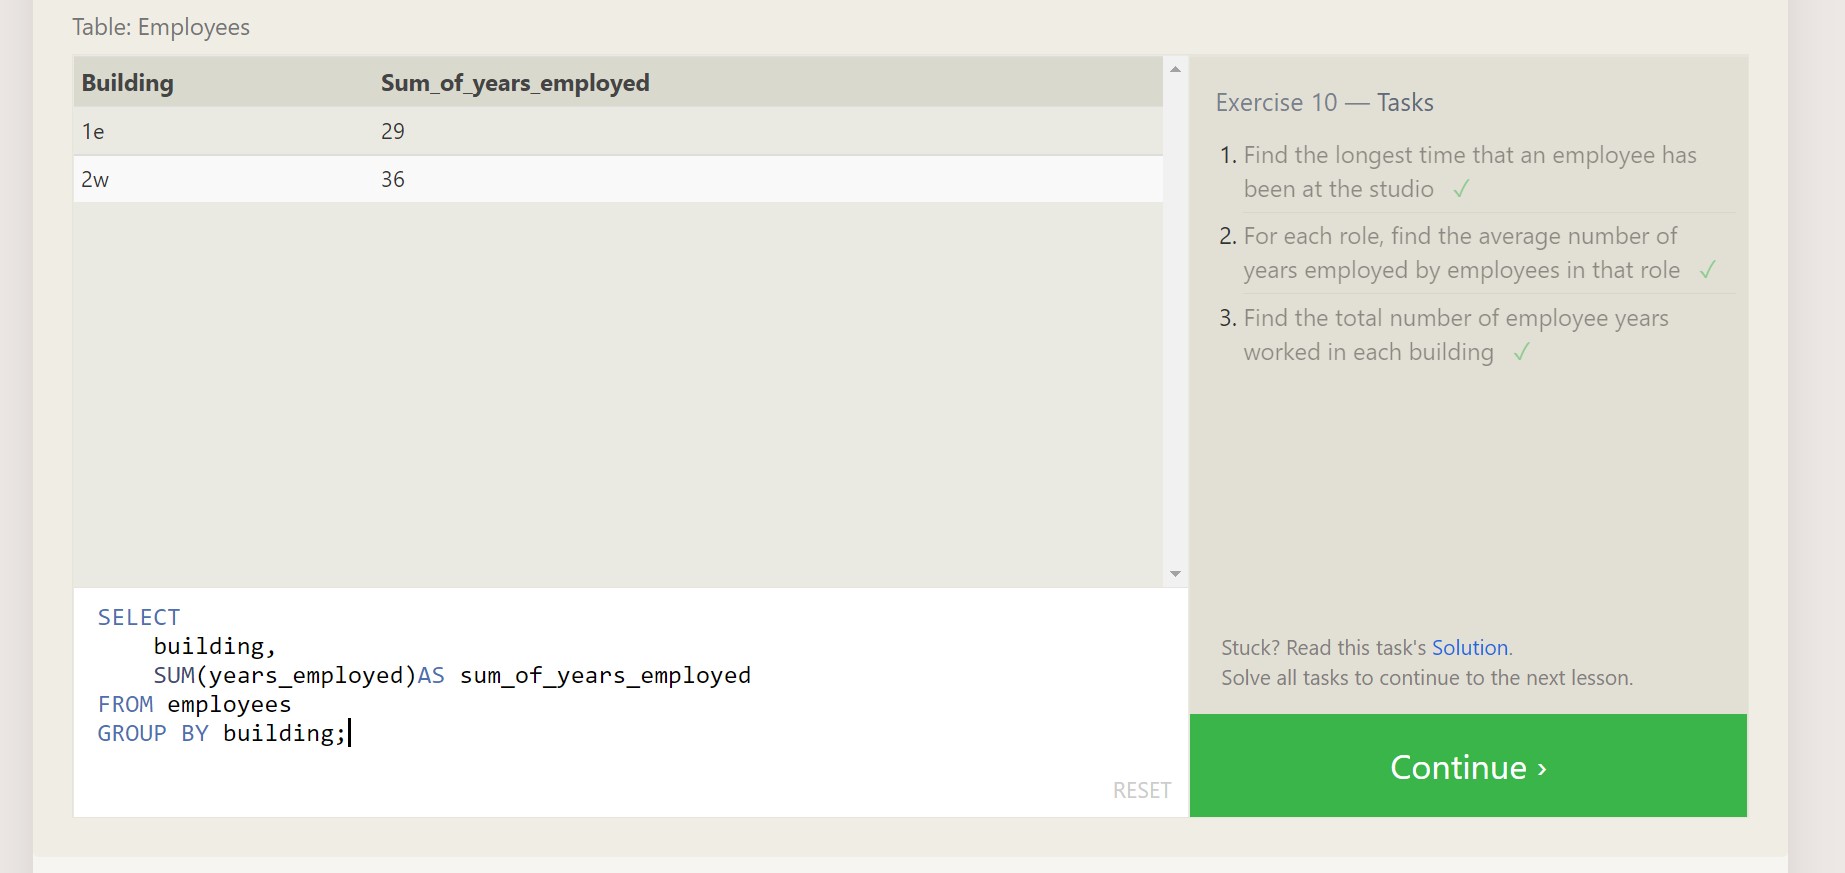 Table: Employees
Building Sum_of_years_employed
1e 29
2w 36
SELECT
building,
SUM(years_employed)AS sum_of_years_employed
FROM employees
GROUP BY building;
RESET
Exercise 10 — Tasks
1. Find the longest time that an employee has
been at the studio ✓
2. For each role, find the average number of
years employed by employees in that role ✓
3. Find the total number of employee years
worked in each building ✓
Stuck? Read this task's Solution.
Solve all tasks to continue to the next lesson.
Continue ›